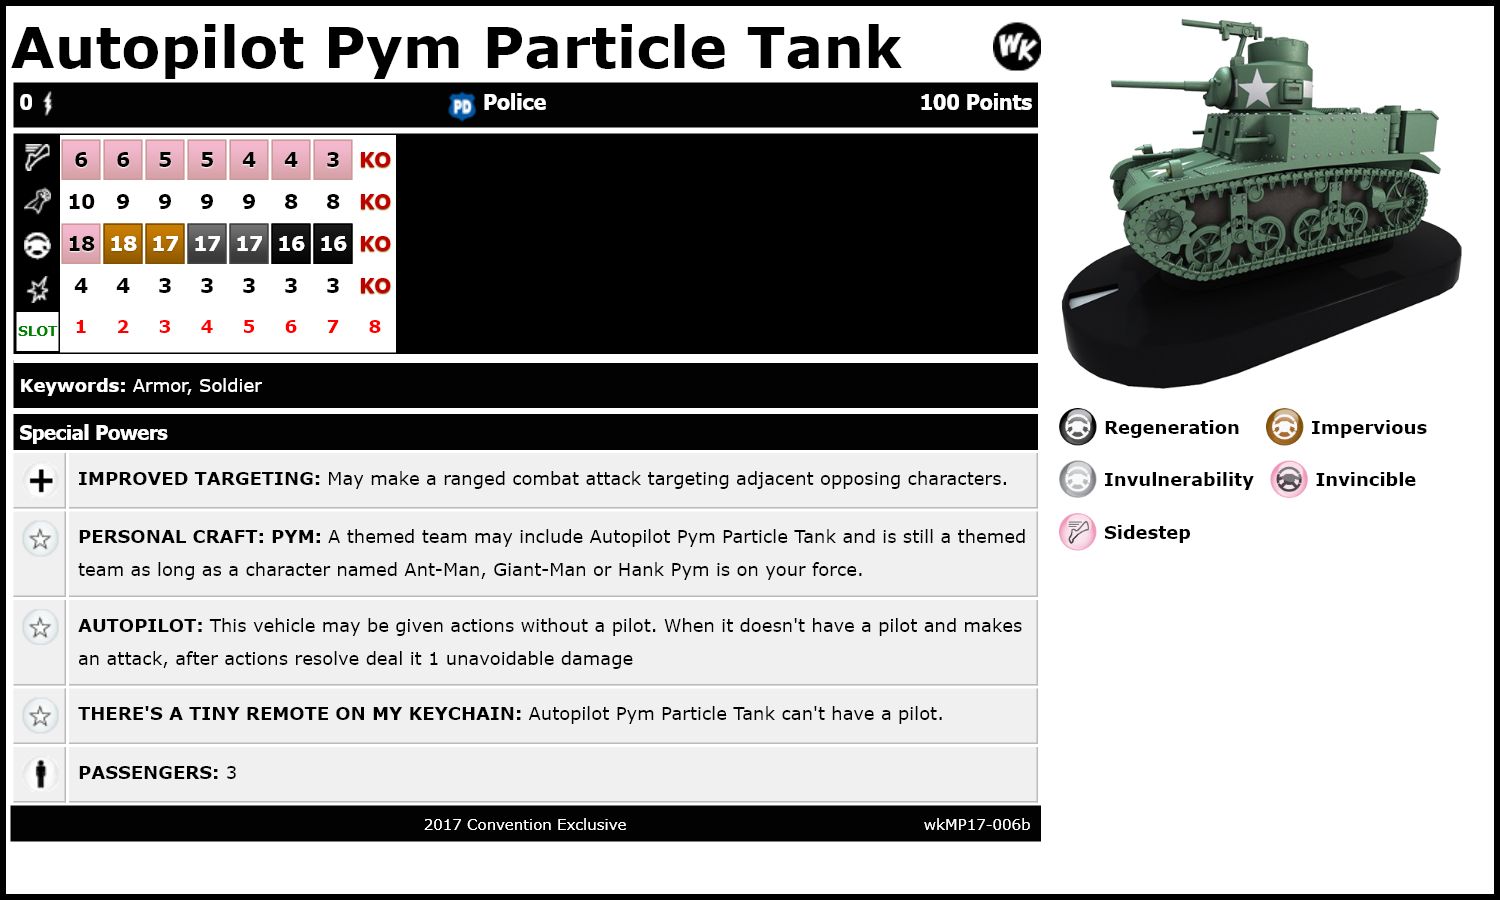 Autopilot Pym Particle Tank
WK
0
PD Police
100 Points
6 6 5 5 4 4 3 KO
10 9 9 9 9 8 8 KO
18 18 17 17 17 16 16 KO
4 4 3 3 3 3 3 KO
SLOT 1 2 3 4 5 6 7 8
Keywords: Armor, Soldier
Special Powers
IMPROVED TARGETING: May make a ranged combat attack targeting adjacent opposing characters.
PERSONAL CRAFT: PYM: A themed team may include Autopilot Pym Particle Tank and is still a themed
team as long as a character named Ant-Man, Giant-Man or Hank Pym is on your force.
AUTOPILOT: This vehicle may be given actions without a pilot. When it doesn't have a pilot and makes
an attack, after actions resolve deal it 1 unavoidable damage
THERE'S A TINY REMOTE ON MY KEYCHAIN: Autopilot Pym Particle Tank can't have a pilot.
PASSENGERS: 3
2017 Convention Exclusive
wkMP17-006b
Regeneration
Impervious
Invulnerability
Invincible
Sidestep